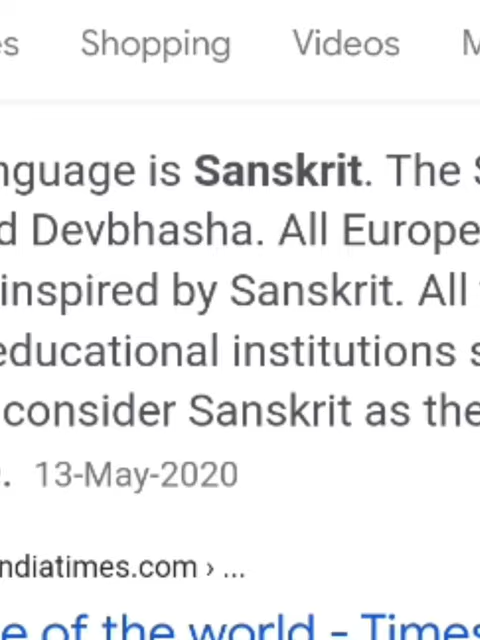 es Shopping Videos M
nguage is Sanskrit. The S
d Devbhasha. All Europe
inspired by Sanskrit. All
educational institutions s
consider Sanskrit as the
. 13-May-2020
ndiatimes.com › ...
e of the world - Times